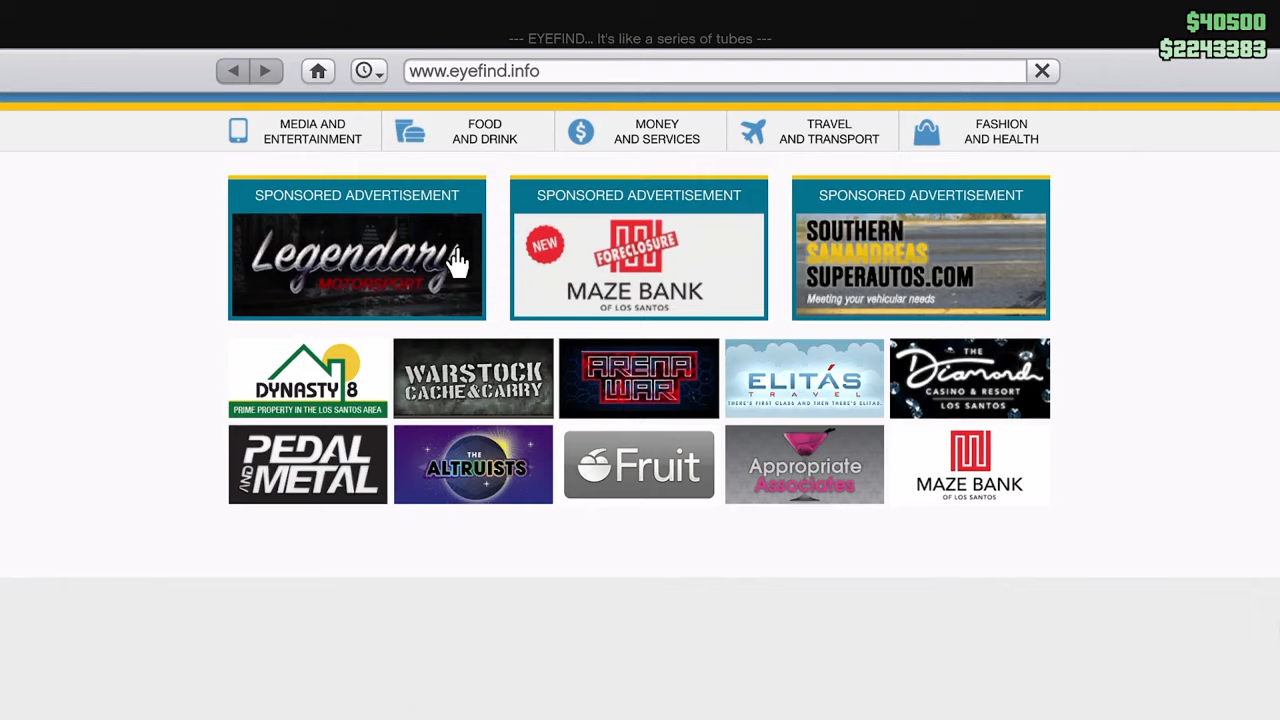 $40500
--- EYEFIND... It's like a series of tubes ---
$2243383
www.eyefind.info
MEDIA AND
ENTERTAINMENT
FOOD
AND DRINK
MONEY
AND SERVICES
TRAVEL
AND TRANSPORT
FASHION
AND HEALTH
SPONSORED ADVERTISEMENT
Legendary
MOTORSPORT
SPONSORED ADVERTISEMENT
NEW
FORECLOSURE
MAZE BANK
OF LOS SANTOS
SPONSORED ADVERTISEMENT
SOUTHERN
SANANDREAS
SUPERAUTOS.COM
Meeting your vehicular needs
DYNASTY 8
PRIME PROPERTY IN THE LOS SANTOS AREA
WARSTOCK
CACHE&CARRY
ARENA
WAR
ELITÁS
TRAVEL
THERE'S FIRST CLASS AND THEN THERE'S ELITAS.
THE
Diamond
CASINO & RESORT
LOS SANTOS
PEDAL
AND METAL
THE
ALTRUISTS
Fruit
Appropriate
Associates
MAZE BANK
OF LOS SANTOS